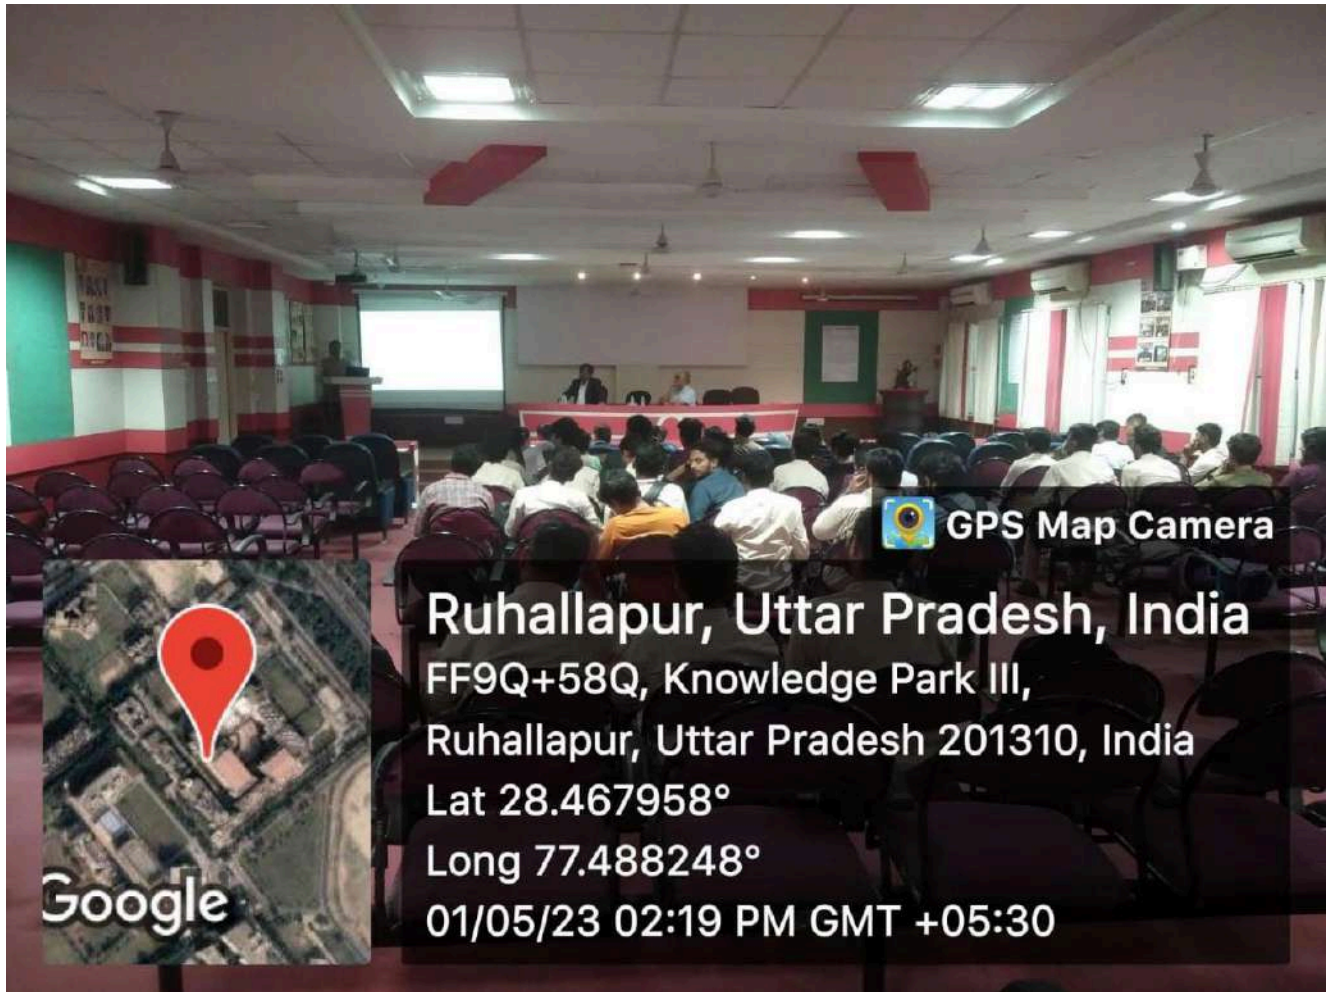 GPS Map Camera
Ruhallapur, Uttar Pradesh, India
FF9Q+58Q, Knowledge Park III,
Ruhallapur, Uttar Pradesh 201310, India
Lat 28.467958°
Long 77.488248°
01/05/23 02:19 PM GMT +05:30
Google